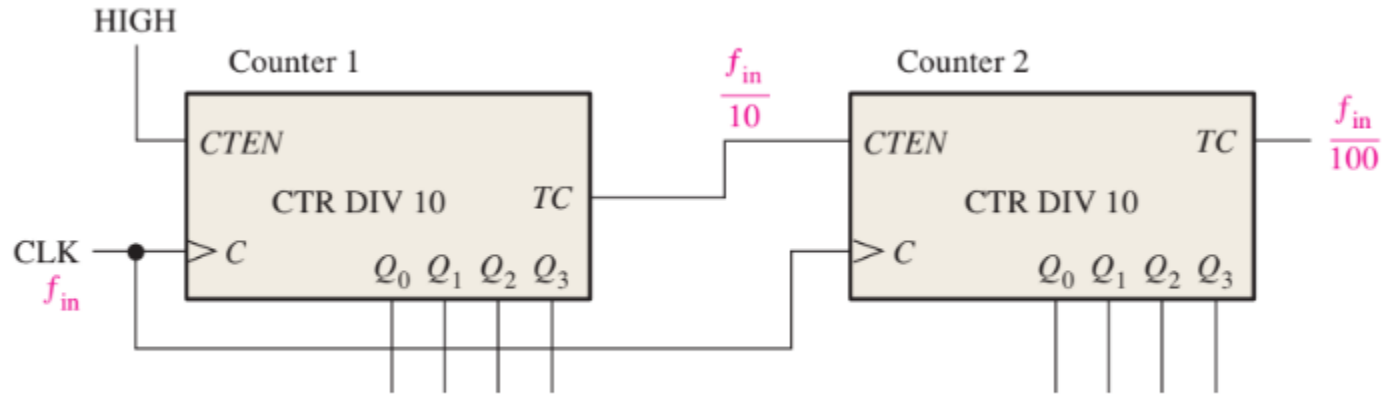 HIGH
Counter 1
f_in/10
Counter 2
CTEN
CTR DIV 10
TC
C
Q0 Q1 Q2 Q3
CLK
f_in
CTEN
TC
f_in/100
CTR DIV 10
C
Q0 Q1 Q2 Q3